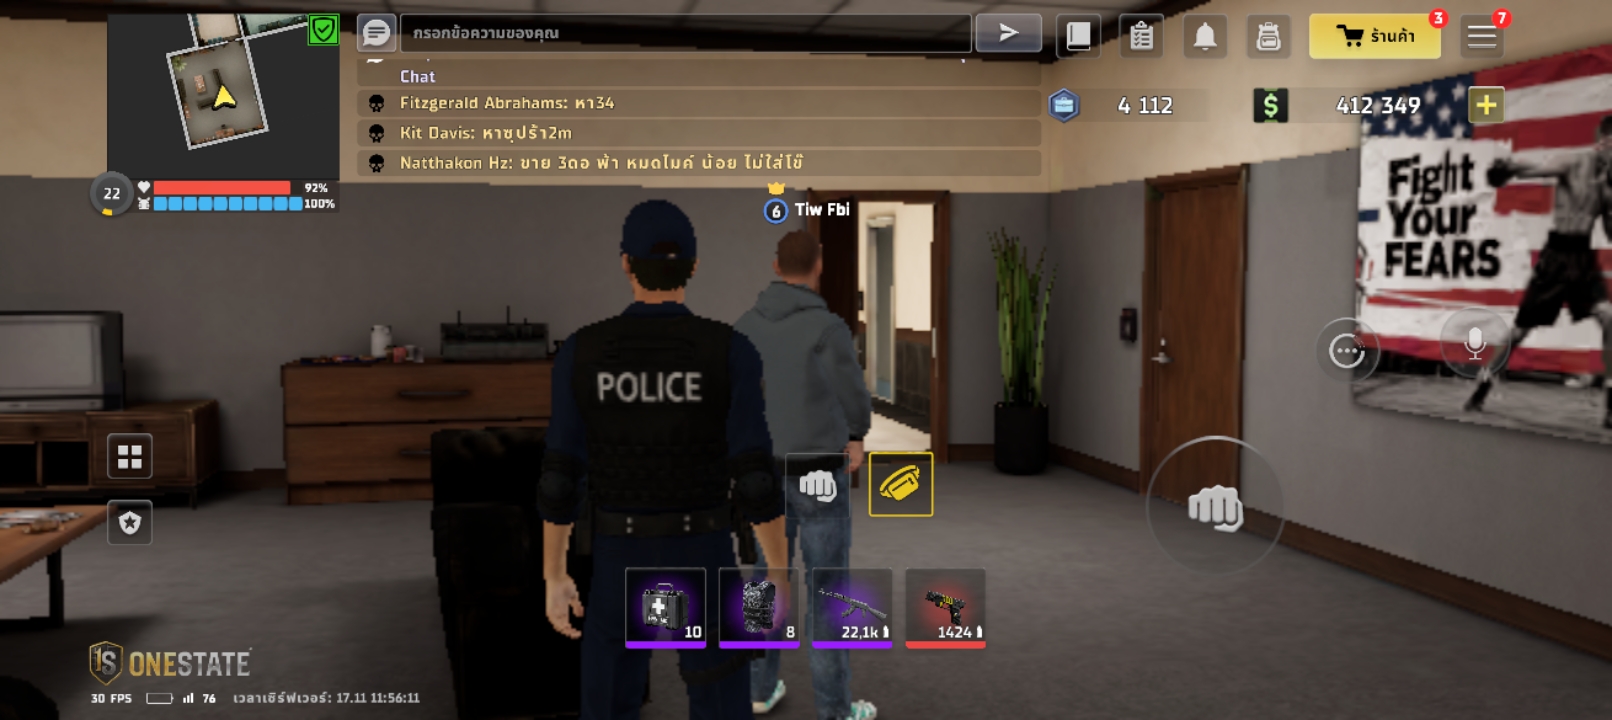 กรอกข้อความของคุณ
3
ร้านค้า
7
Chat
Fitzgerald Abrahams: หา34
Kit Davis: หาซุปร้า2m
Natthakon Hz: ขาย 3ดอ ฟ้า หมดโมค์ น้อย ไม่ใส่โข๊
4 112
$
412 349
22
92%
100%
6 Tiw Fbi
Fight
Your
FEARS
POLICE
10
8
22,1k
1424
1S ONESTATE
30 FPS
76
เวลาเซิร์ฟเวอร์: 17.11 11:56:11